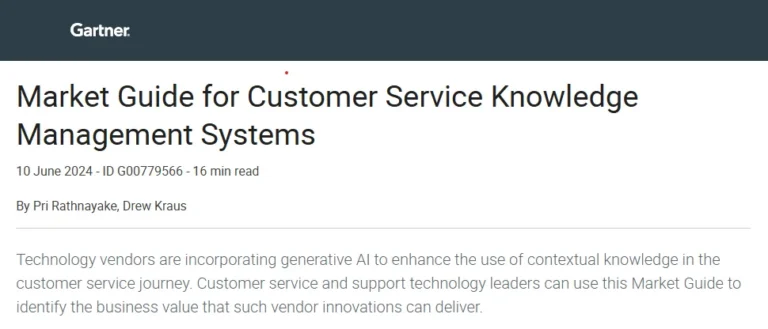 Gartner
Market Guide for Customer Service Knowledge
Management Systems
10 June 2024 - ID G00779566 - 16 min read
By Pri Rathnayake, Drew Kraus
Technology vendors are incorporating generative AI to enhance the use of contextual knowledge in the
customer service journey. Customer service and support technology leaders can use this Market Guide to
identify the business value that such vendor innovations can deliver.